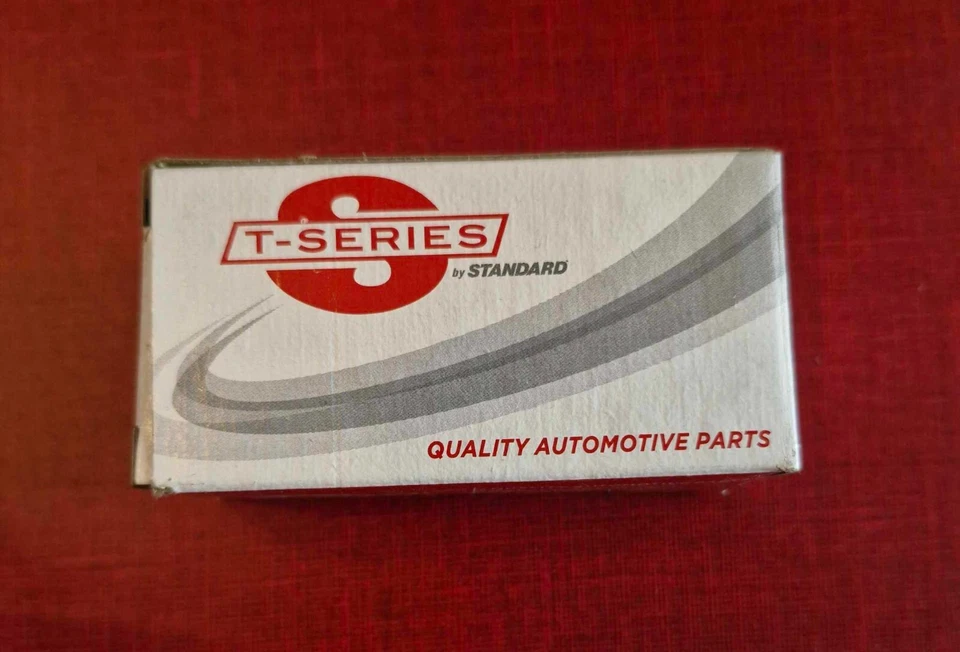 T-SERIES
by STANDARD
QUALITY AUTOMOTIVE PARTS